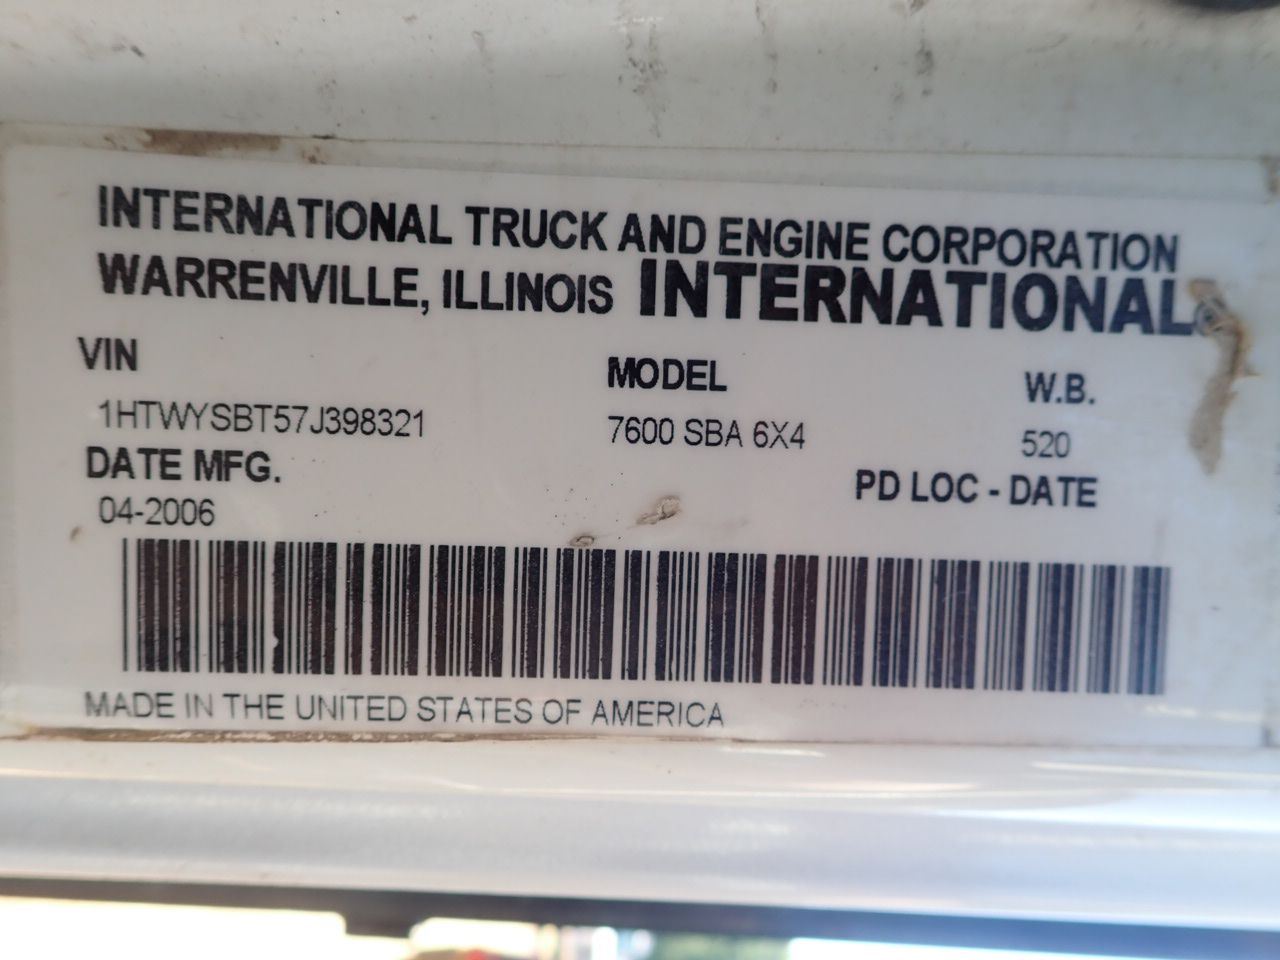 INTERNATIONAL TRUCK AND ENGINE CORPORATION
WARRENVILLE, ILLINOIS INTERNATIONAL®
VIN MODEL W.B.
1HTWYSBT57J398321 7600 SBA 6X4 520
DATE MFG. PD LOC - DATE
04-2006
MADE IN THE UNITED STATES OF AMERICA